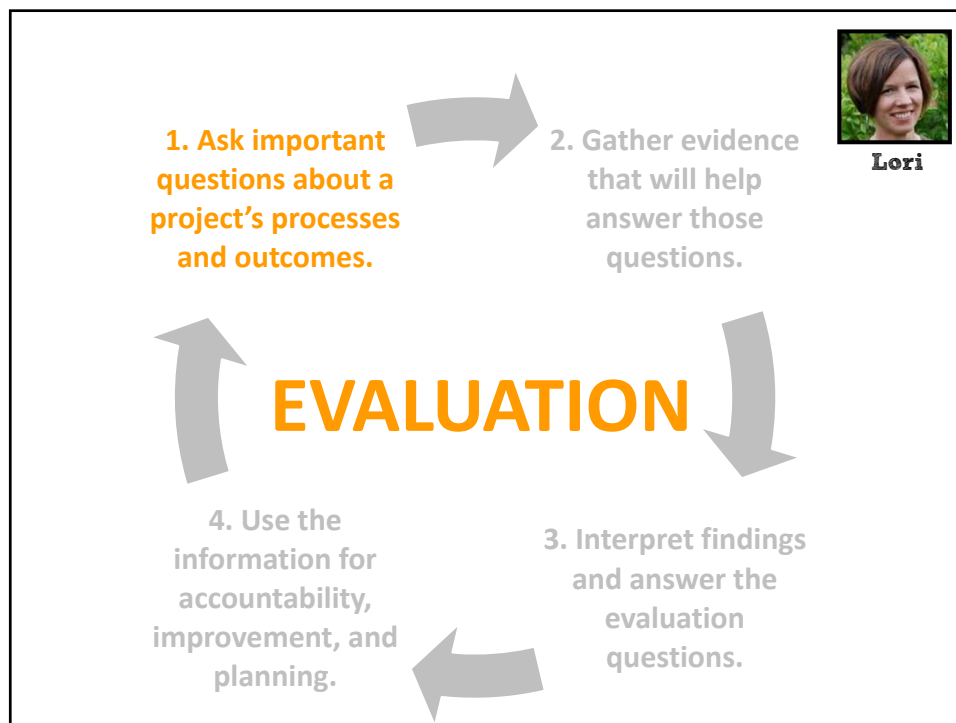 1. Ask important
questions about a
project’s processes
and outcomes.
2. Gather evidence
that will help
answer those
questions.
Lori
EVALUATION
3. Interpret findings
and answer the
evaluation
questions.
4. Use the
information for
accountability,
improvement, and
planning.